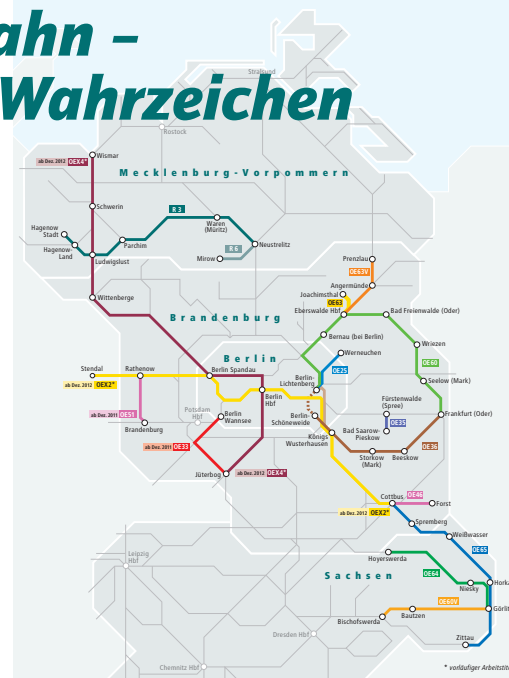 ahn –
Wahrzeichen
Stralsund
Rostock
Wismar
ab Dez. 2012 OEX4*
Mecklenburg-Vorpommern
Schwerin
R 3
Hagenow
Stadt
Waren
(Müritz)
R 6
Neustrelitz
Hagenow-
Land
Parchim
Mirow
Ludwigslust
Prenzlau
OE63V
Angermünde
Joachimsthal
OE63
Wittenberge
Eberswalde Hbf
Bad Freienwalde (Oder)
Brandenburg
Bernau (bei Berlin)
Wriezen
Werneuchen
Berlin
OE60
OE25
Stendal
Rathenow
Berlin Spandau
Seelow (Mark)
ab Dez. 2012 OEX2*
Berlin-
Lichtenberg
Berlin
Hbf
Fürstenwalde
(Spree)
Potsdam
Hbf
Berlin
Wannsee
Berlin-
Schöneweide
Frankfurt (Oder)
ab Dez. 2011 OE51
OE35
Brandenburg
Königs
Wusterhausen
Bad Saarow-
Pieskow
ab Dez. 2011 OE33
OE36
Storkow
(Mark)
Beeskow
Jüterbog
ab Dez. 2012 OEX4*
Cottbus
OE46
Forst
ab Dez. 2012 OEX2*
Spremberg
Weißwasser
Leipzig
Hbf
Hoyerswerda
OE65
OE64
Sachsen
Niesky
Horka
OE60V
Görlit
Bautzen
Bischofswerda
Dresden Hbf
Zittau
Chemnitz Hbf
* vorläufiger Arbeitstite